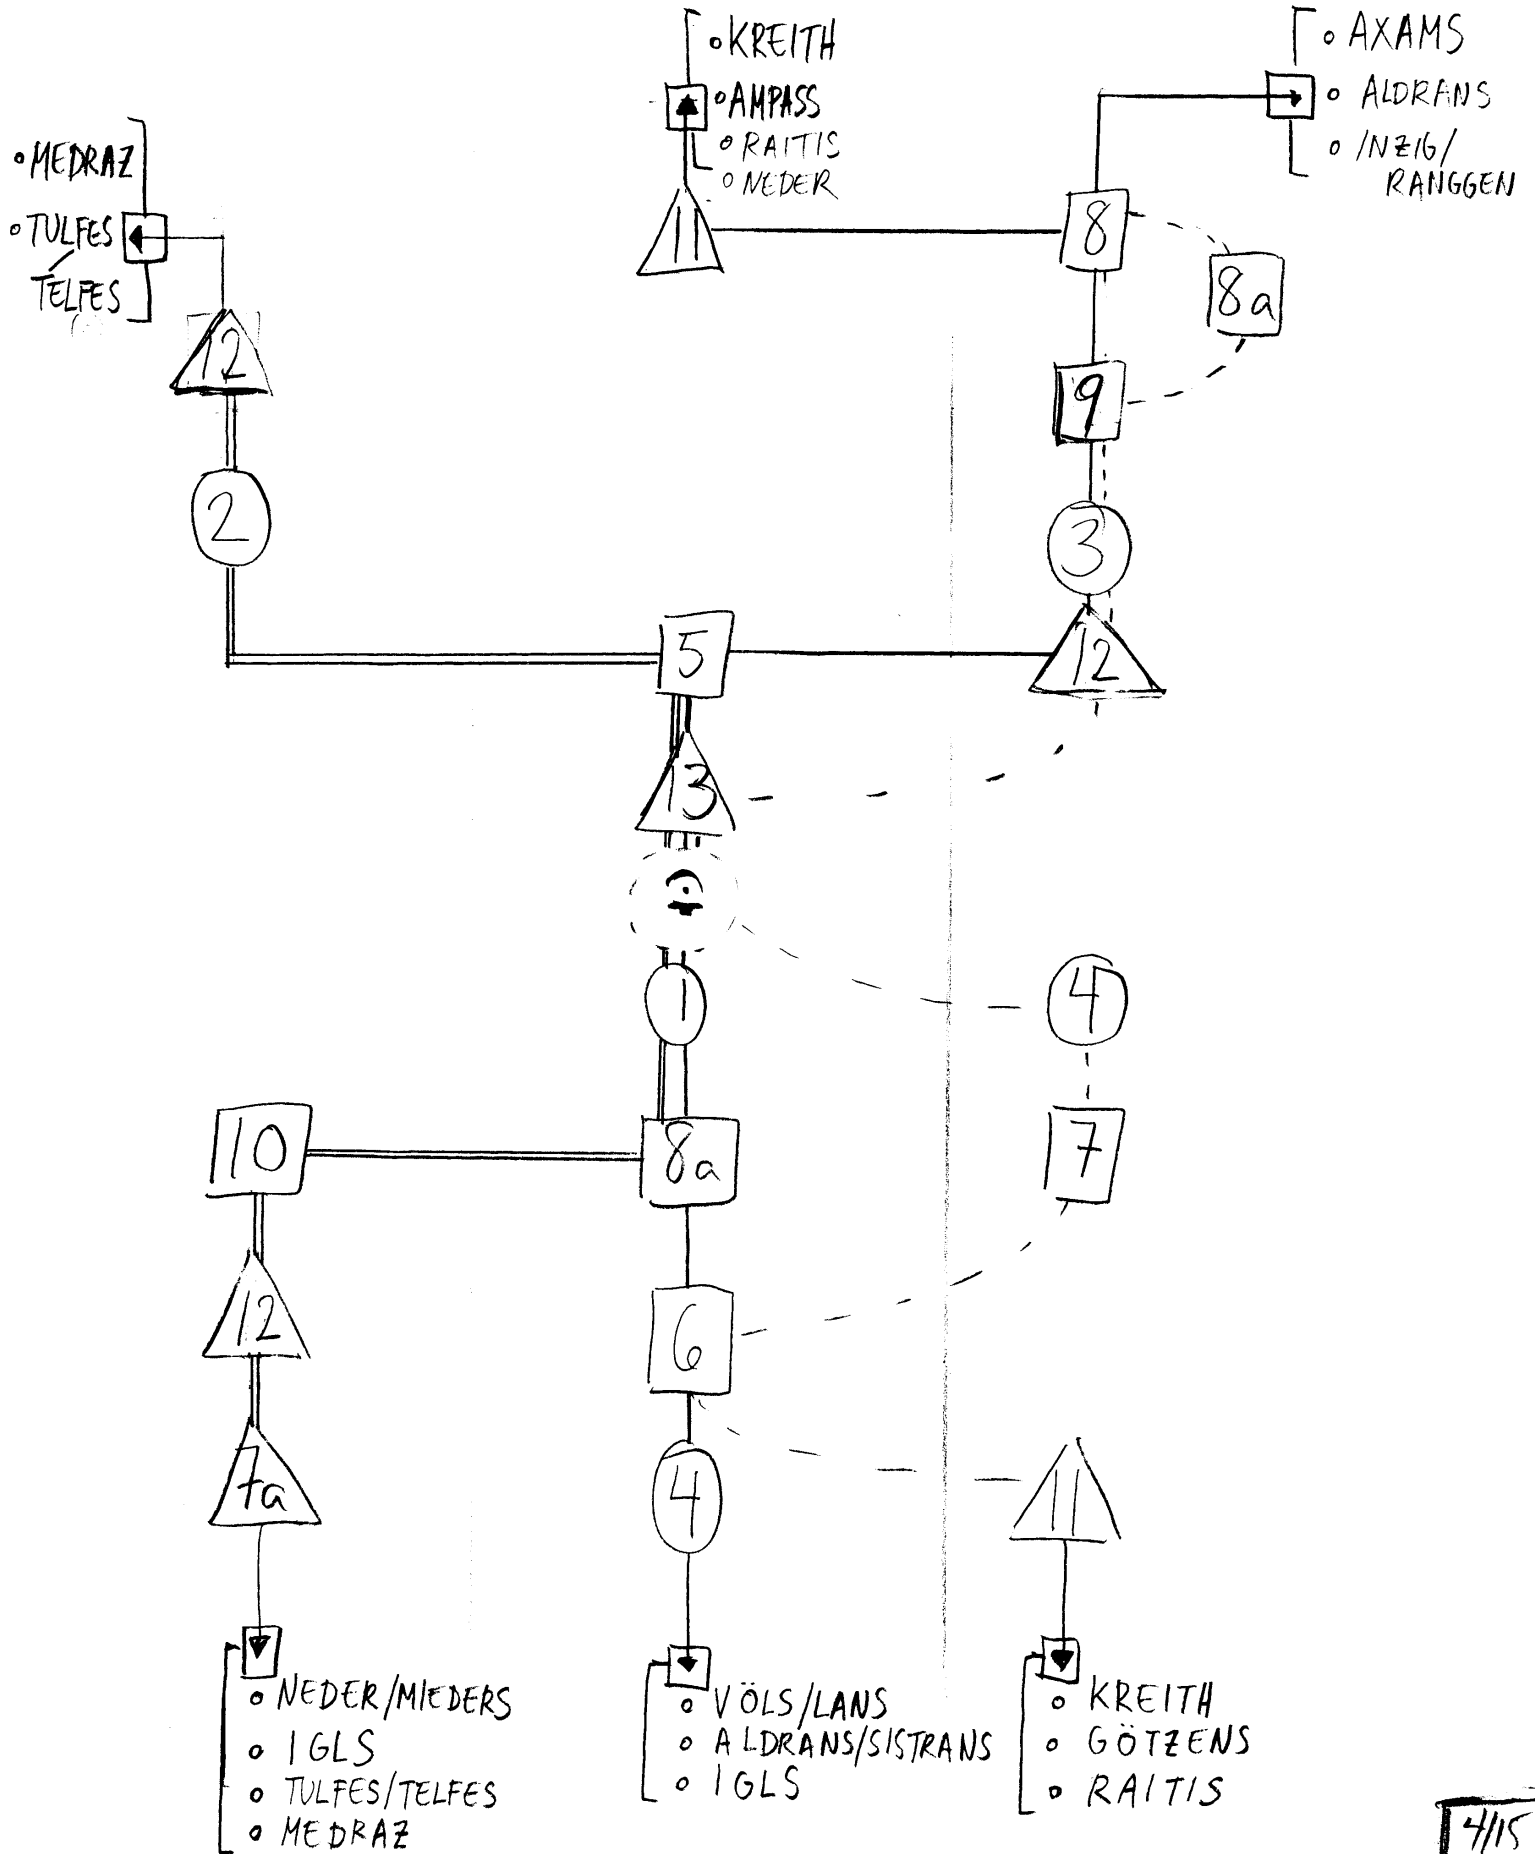 • KREITH
• AMPASS
• RAITIS
• NEDER
• AXAMS
• ALDRANS
• INZIG/
RANGGEN
• MEDRAZ
• TULFES
TELFES
11
8
8a
12
9
2
3
5
12
13
1
4
10
8a
7
12
6
7a
4
11
• NEDER/MIEDERS
• IGLS
• TULFES/TELFES
• MEDRAZ
• VÖLS/LANS
• ALDRANS/SISTRANS
• IGLS
• KREITH
• GÖTZENS
• RAITIS
4/15